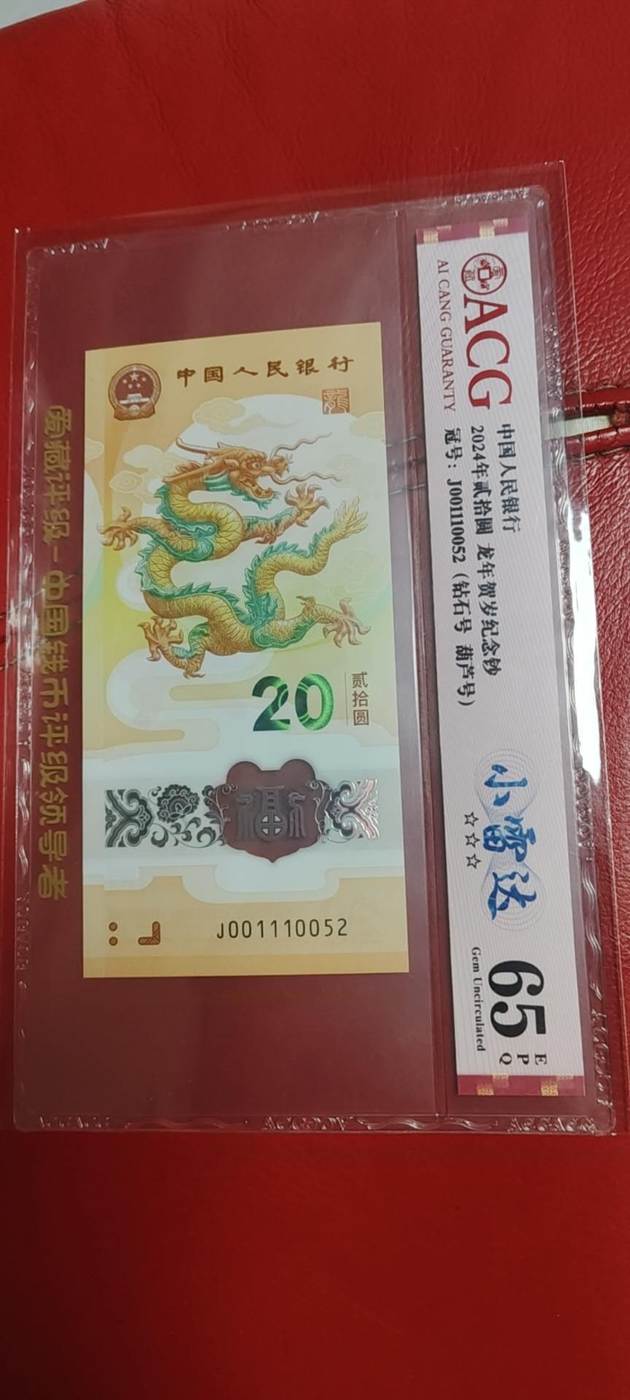 ACG
AI CANG GUARANTY
中国人民银行
2024年贰拾圆 龙年贺岁纪念钞
冠号：J001110052（钻石号 葫芦号）
小雷达
☆☆☆
65
EPQ
Gem Uncirculated
中国人民银行
20
贰拾圆
福
J001110052
爱藏评级-中国钱币评级领导者